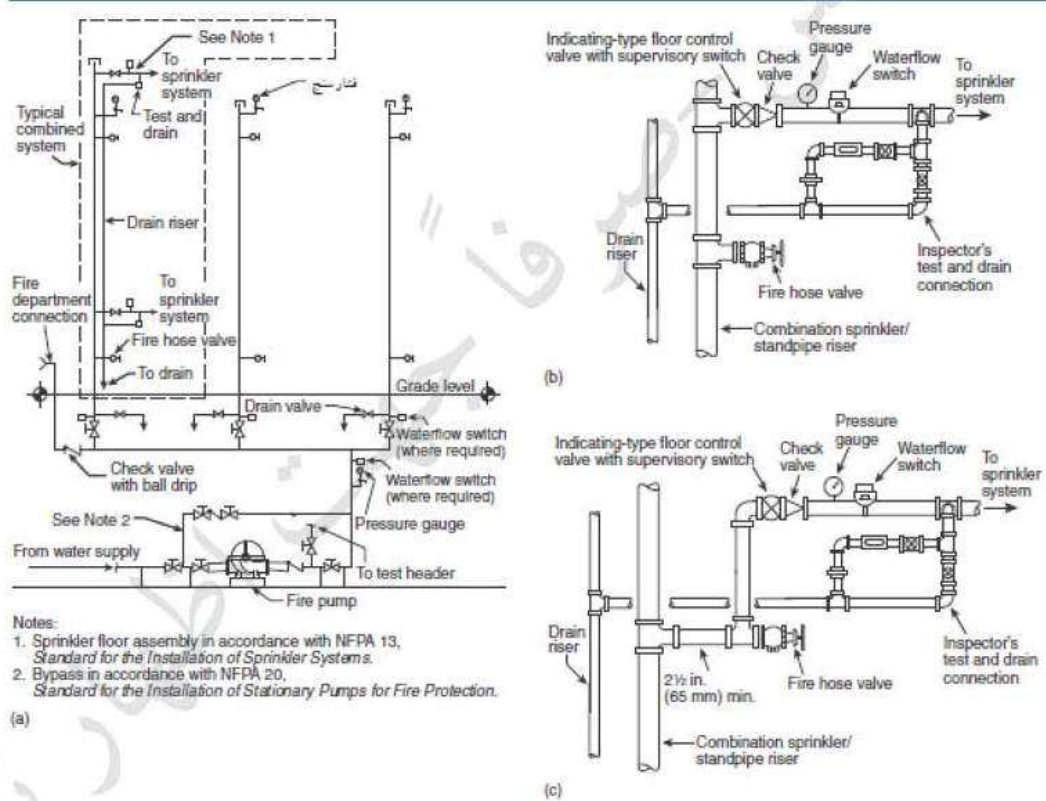 See Note 1
To
sprinkler
system
Test and
drain
Typical
combined
system
Drain riser
Fire
department
connection
To
sprinkler
system
Fire hose valve
To drain
Grade level
Drain valve
Waterflow switch
(where required)
Check valve
with ball drip
Waterflow switch
(where required)
See Note 2
Pressure gauge
From water supply
To test header
Fire pump
Notes:
1. Sprinkler floor assembly in accordance with NFPA 13,
Standard for the Installation of Sprinkler Systems.
2. Bypass in accordance with NFPA 20,
Standard for the Installation of Stationary Pumps for Fire Protection.
(a)
Indicating-type floor control
valve with supervisory switch
Check
valve
Pressure
gauge
Waterflow
switch
To
sprinkler
system
Drain
riser
Inspector's
test and drain
connection
Fire hose valve
Combination sprinkler/
standpipe riser
(b)
Indicating-type floor control
valve with supervisory switch
Check
valve
Pressure
gauge
Waterflow
switch
To
sprinkler
system
Drain
riser
2½ in.
(65 mm) min.
Fire hose valve
Inspector's
test and drain
connection
Combination sprinkler/
standpipe riser
(c)